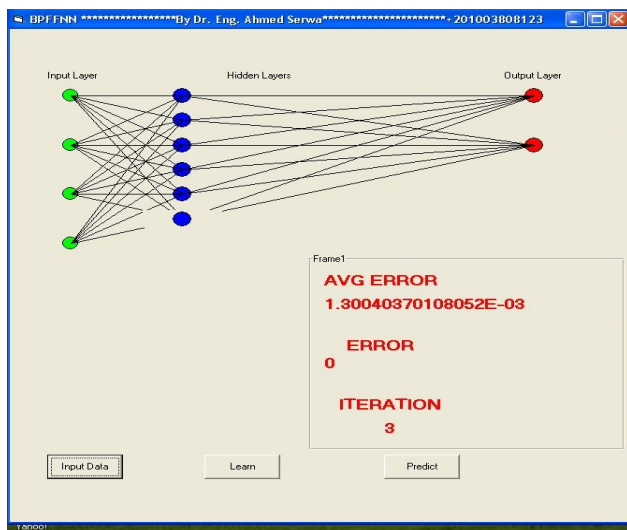 BPFFNN *****************By Dr. Eng. Ahmed Serwa**********************+201003808123
Input Layer Hidden Layers Output Layer
Frame1
AVG ERROR
1.30040370108052E-03
ERROR
0
ITERATION
3
Input Data Learn Predict
Yahoo!